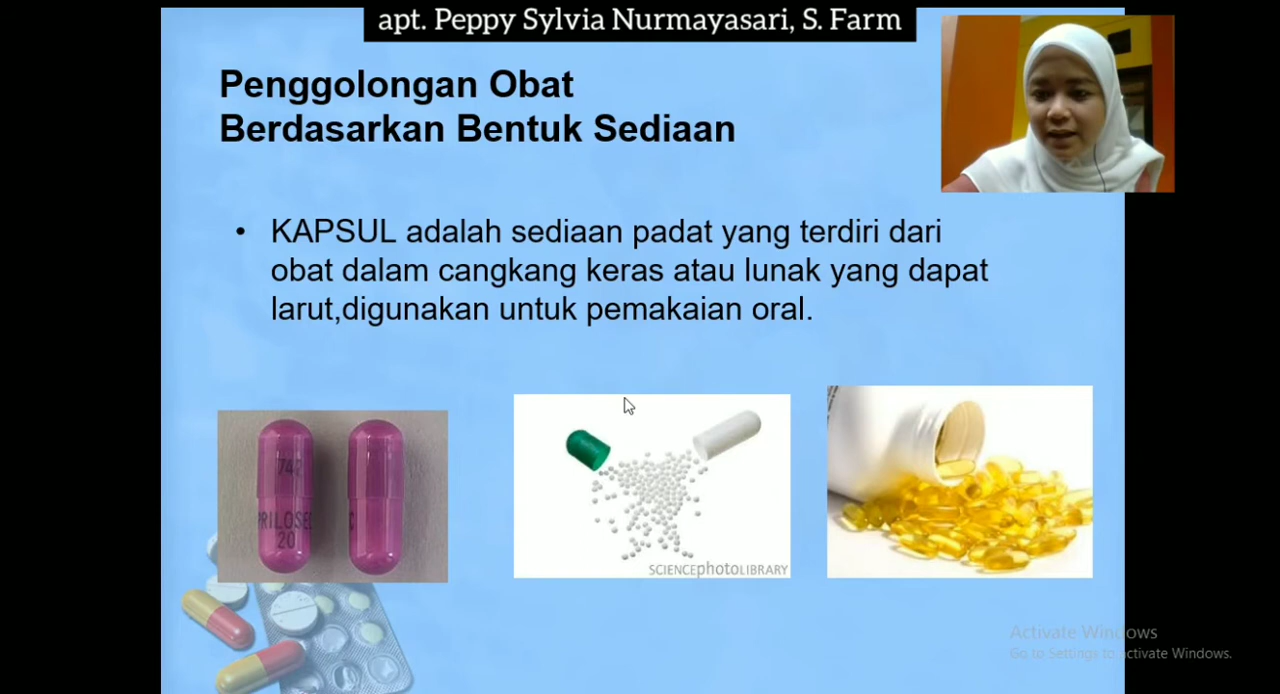 apt. Peppy Sylvia Nurmayasari, S. Farm
Penggolongan Obat
Berdasarkan Bentuk Sediaan
• KAPSUL adalah sediaan padat yang terdiri dari
obat dalam cangkang keras atau lunak yang dapat
larut,digunakan untuk pemakaian oral.
742
PRILOSEC
20
SCIENCEphotoLIBRARY
Activate Windows
Go to Settings to activate Windows.